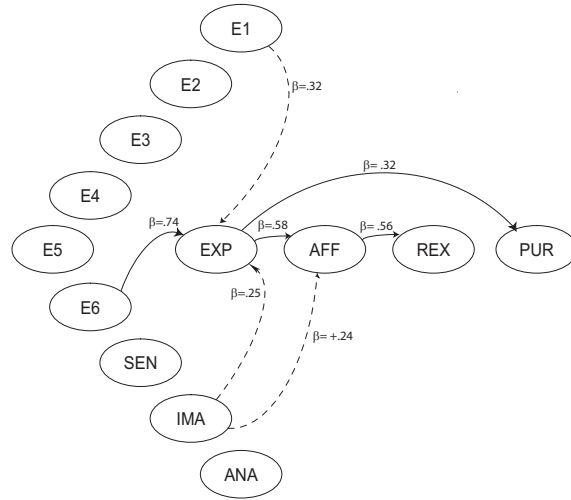 E1
E2
β=.32
E3
β= .32
E4
β=.74
β=.58
β= .56
E5
EXP
AFF
REX
PUR
β=.25
E6
β= +.24
SEN
IMA
ANA